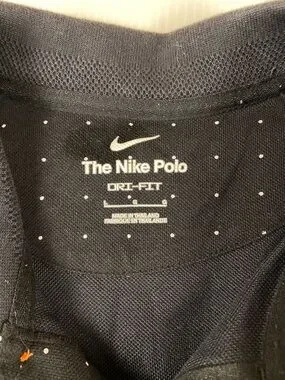 The Nike Polo
DRI-FIT
L G G
MADE IN THAILAND